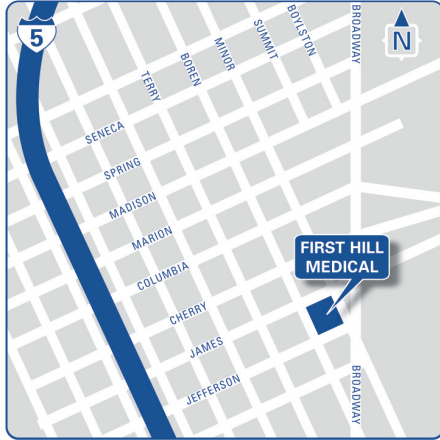 5
N
BROADWAY
BOYLSTON
SUMMIT
MINOR
BOREN
TERRY
SENECA
SPRING
MADISON
MARION
COLUMBIA
CHERRY
JAMES
JEFFERSON
FIRST HILL
MEDICAL
BROADWAY